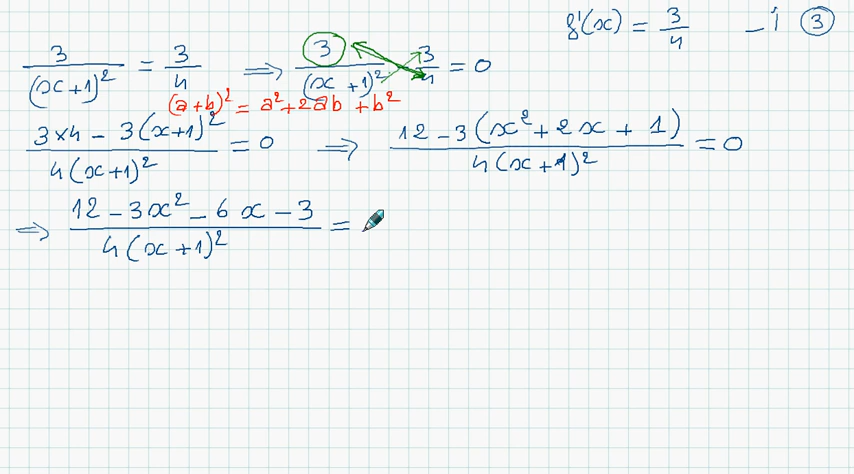 g'(x) = 3/4 _i ③
3/(x+1)² = 3/4 ⟹ 3/(x+1)² 3/4 = 0
(a+b)² = a²+2ab+b²
(3×4 - 3(x+1)²)/(4(x+1)²) = 0 ⟹ (12 - 3(x² + 2x + 1))/(4(x+1)²) = 0
⟹ (12 - 3x² - 6x - 3)/(4(x+1)²) =